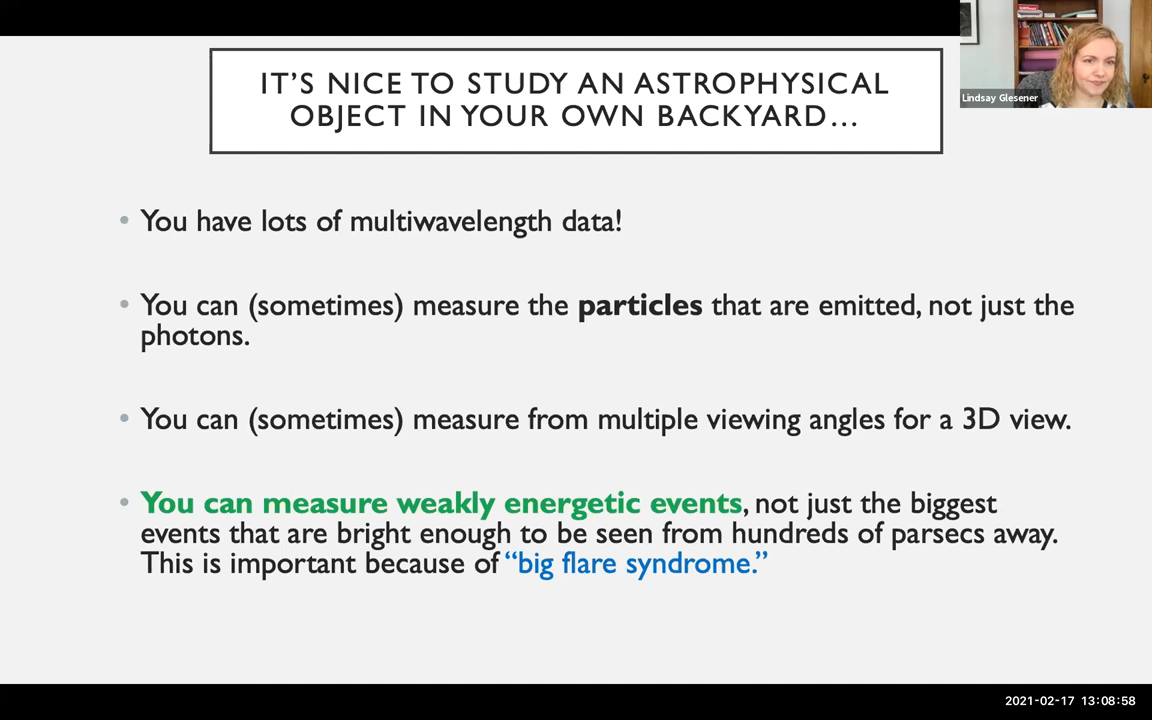 IT'S NICE TO STUDY AN ASTROPHYSICAL
OBJECT IN YOUR OWN BACKYARD...
Lindsay Glesener
• You have lots of multiwavelength data!
• You can (sometimes) measure the particles that are emitted, not just the
photons.
• You can (sometimes) measure from multiple viewing angles for a 3D view.
• You can measure weakly energetic events, not just the biggest
events that are bright enough to be seen from hundreds of parsecs away.
This is important because of “big flare syndrome.”
2021-02-17 13:08:58